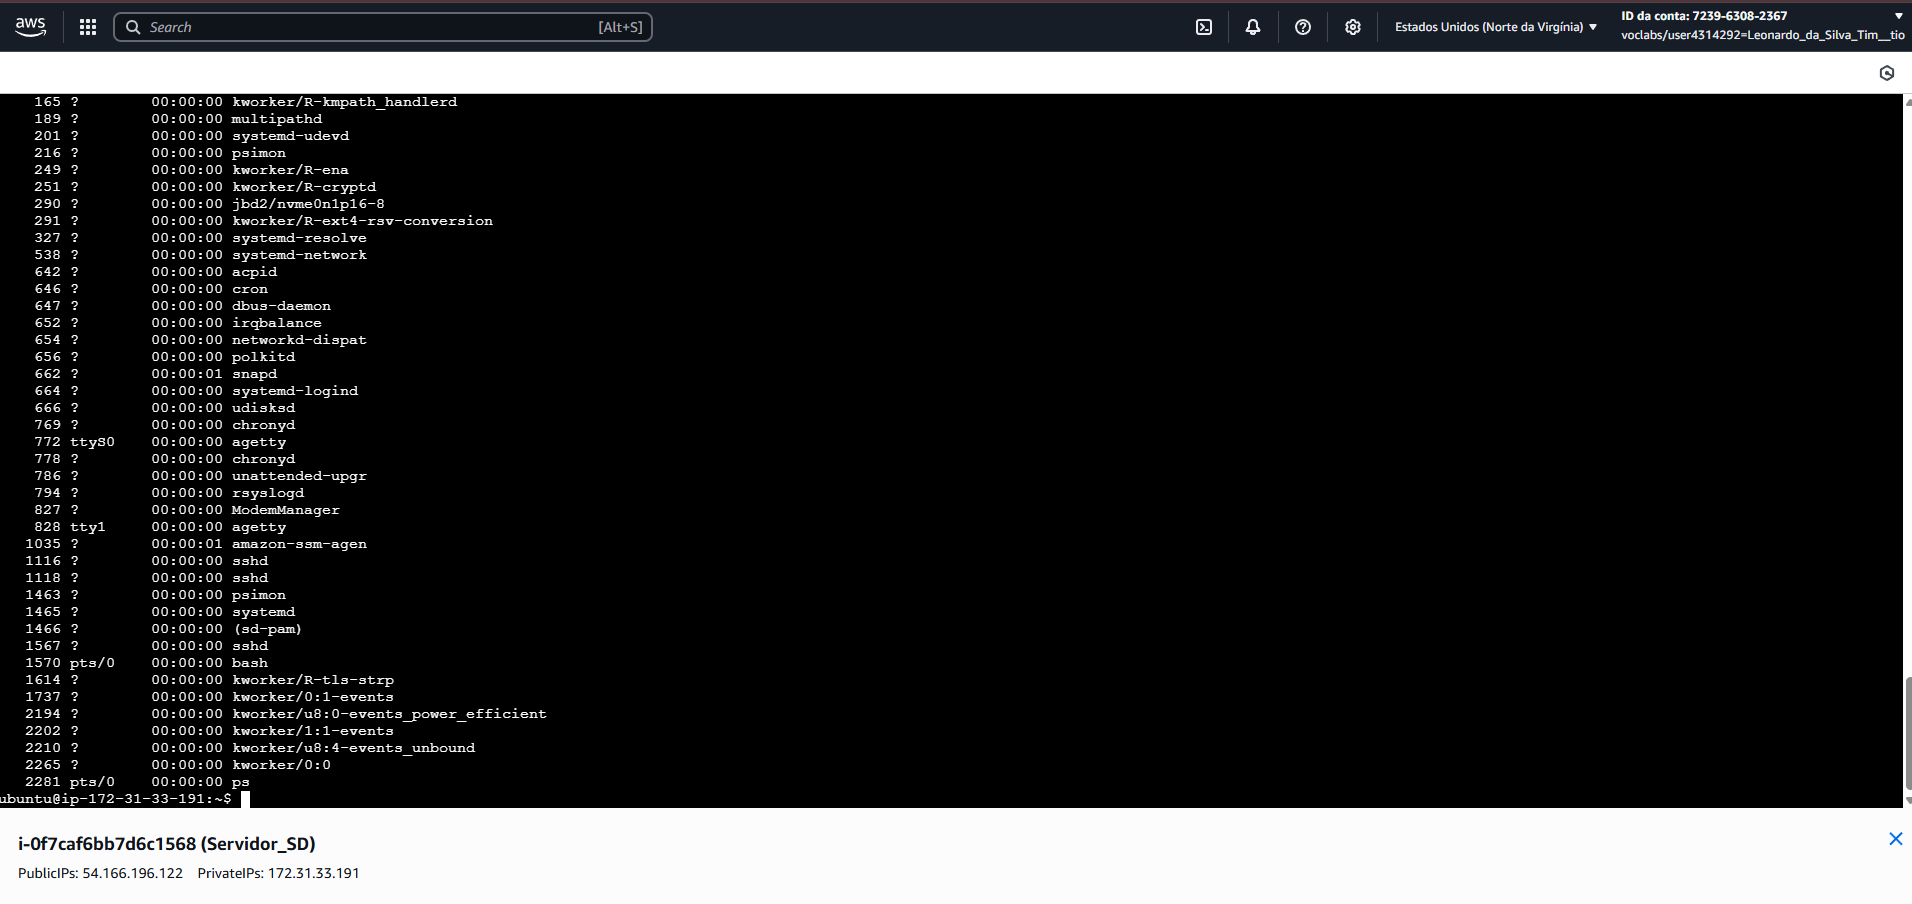 aws
Search [Alt+S]
Estados Unidos (Norte da Virgínia)
ID da conta: 7239-6308-2367
voclabs/user4314292=Leonardo_da_Silva_Tim__tio
165 ? 00:00:00 kworker/R-kmpath_handlerd
189 ? 00:00:00 multipathd
201 ? 00:00:00 systemd-udevd
216 ? 00:00:00 psimon
249 ? 00:00:00 kworker/R-ena
251 ? 00:00:00 kworker/R-cryptd
290 ? 00:00:00 jbd2/nvme0n1p16-8
291 ? 00:00:00 kworker/R-ext4-rsv-conversion
327 ? 00:00:00 systemd-resolve
538 ? 00:00:00 systemd-network
642 ? 00:00:00 acpid
646 ? 00:00:00 cron
647 ? 00:00:00 dbus-daemon
652 ? 00:00:00 irqbalance
654 ? 00:00:00 networkd-dispat
656 ? 00:00:00 polkitd
662 ? 00:00:01 snapd
664 ? 00:00:00 systemd-logind
666 ? 00:00:00 udisksd
769 ? 00:00:00 chronyd
772 ttyS0 00:00:00 agetty
778 ? 00:00:00 chronyd
786 ? 00:00:00 unattended-upgr
794 ? 00:00:00 rsyslogd
827 ? 00:00:00 ModemManager
828 tty1 00:00:00 agetty
1035 ? 00:00:01 amazon-ssm-agen
1116 ? 00:00:00 sshd
1118 ? 00:00:00 sshd
1463 ? 00:00:00 psimon
1465 ? 00:00:00 systemd
1466 ? 00:00:00 (sd-pam)
1567 ? 00:00:00 sshd
1570 pts/0 00:00:00 bash
1614 ? 00:00:00 kworker/R-tls-strp
1737 ? 00:00:00 kworker/0:1-events
2194 ? 00:00:00 kworker/u8:0-events_power_efficient
2202 ? 00:00:00 kworker/1:1-events
2210 ? 00:00:00 kworker/u8:4-events_unbound
2265 ? 00:00:00 kworker/0:0
2281 pts/0 00:00:00 ps
ubuntu@ip-172-31-33-191:~$
i-0f7caf6bb7d6c1568 (Servidor_SD)
PublicIPs: 54.166.196.122 PrivateIPs: 172.31.33.191